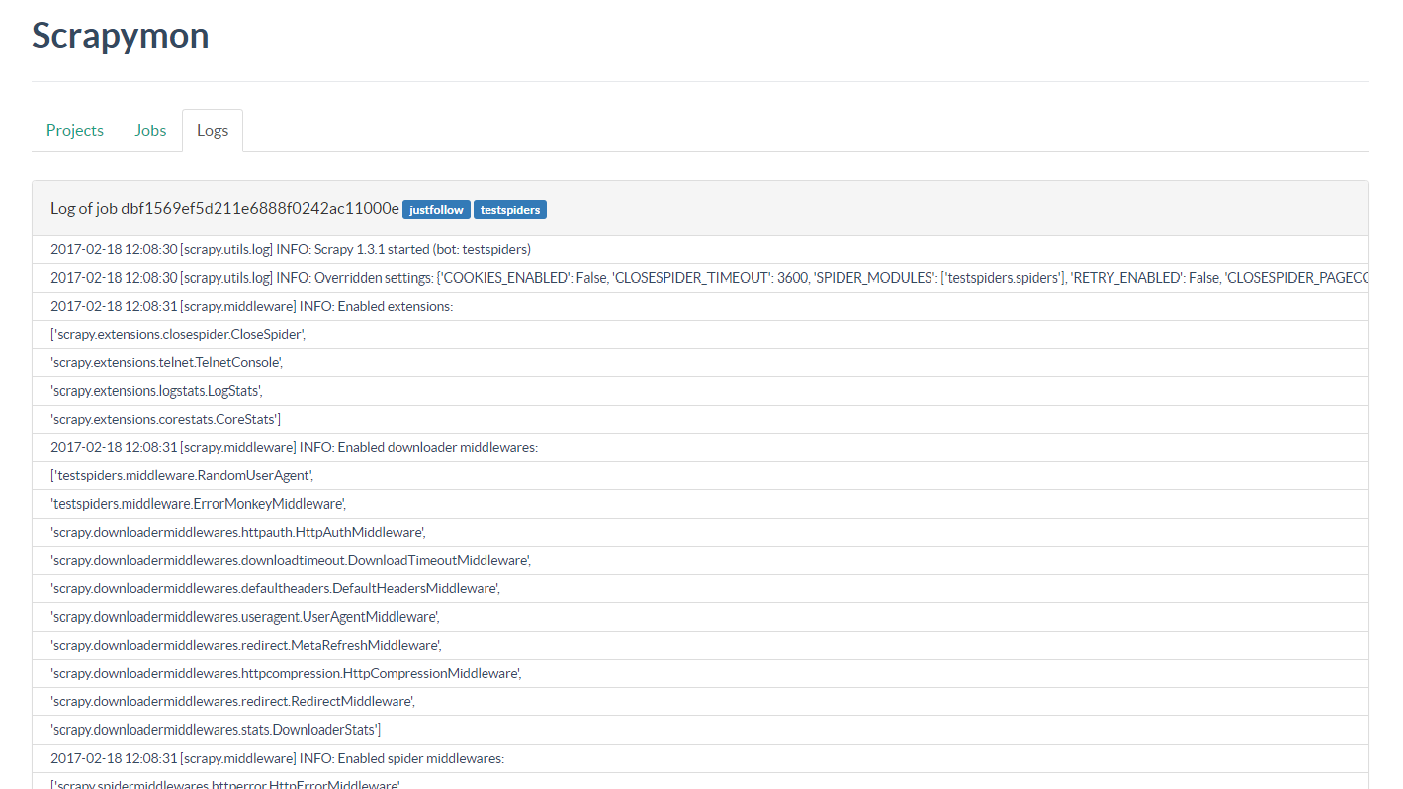 Scrapymon
Projects Jobs Logs
Log of job dbf1569ef5d211e6888f0242ac11000e justfollow testspiders
2017-02-18 12:08:30 [scrapy.utils.log] INFO: Scrapy 1.3.1 started (bot: testspiders)
2017-02-18 12:08:30 [scrapy.utils.log] INFO: Overridden settings: {'COOKIES_ENABLED': False, 'CLOSESPIDER_TIMEOUT': 3600, 'SPIDER_MODULES': ['testspiders.spiders'], 'RETRY_ENABLED': False, 'CLOSESPIDER_PAGECO
2017-02-18 12:08:31 [scrapy.middleware] INFO: Enabled extensions:
['scrapy.extensions.closespider.CloseSpider',
'scrapy.extensions.telnet.TelnetConsole',
'scrapy.extensions.logstats.LogStats',
'scrapy.extensions.corestats.CoreStats']
2017-02-18 12:08:31 [scrapy.middleware] INFO: Enabled downloader middlewares:
['testspiders.middleware.RandomUserAgent',
'testspiders.middleware.ErrorMonkeyMiddleware',
'scrapy.downloadermiddlewares.httpauth.HttpAuthMiddleware',
'scrapy.downloadermiddlewares.downloadtimeout.DownloadTimeoutMiddleware',
'scrapy.downloadermiddlewares.defaultheaders.DefaultHeadersMiddleware',
'scrapy.downloadermiddlewares.useragent.UserAgentMiddleware',
'scrapy.downloadermiddlewares.redirect.MetaRefreshMiddleware',
'scrapy.downloadermiddlewares.httpcompression.HttpCompressionMiddleware',
'scrapy.downloadermiddlewares.redirect.RedirectMiddleware',
'scrapy.downloadermiddlewares.stats.DownloaderStats']
2017-02-18 12:08:31 [scrapy.middleware] INFO: Enabled spider middlewares:
['scrapy.spidermiddlewares.httperror.HttpErrorMiddleware',